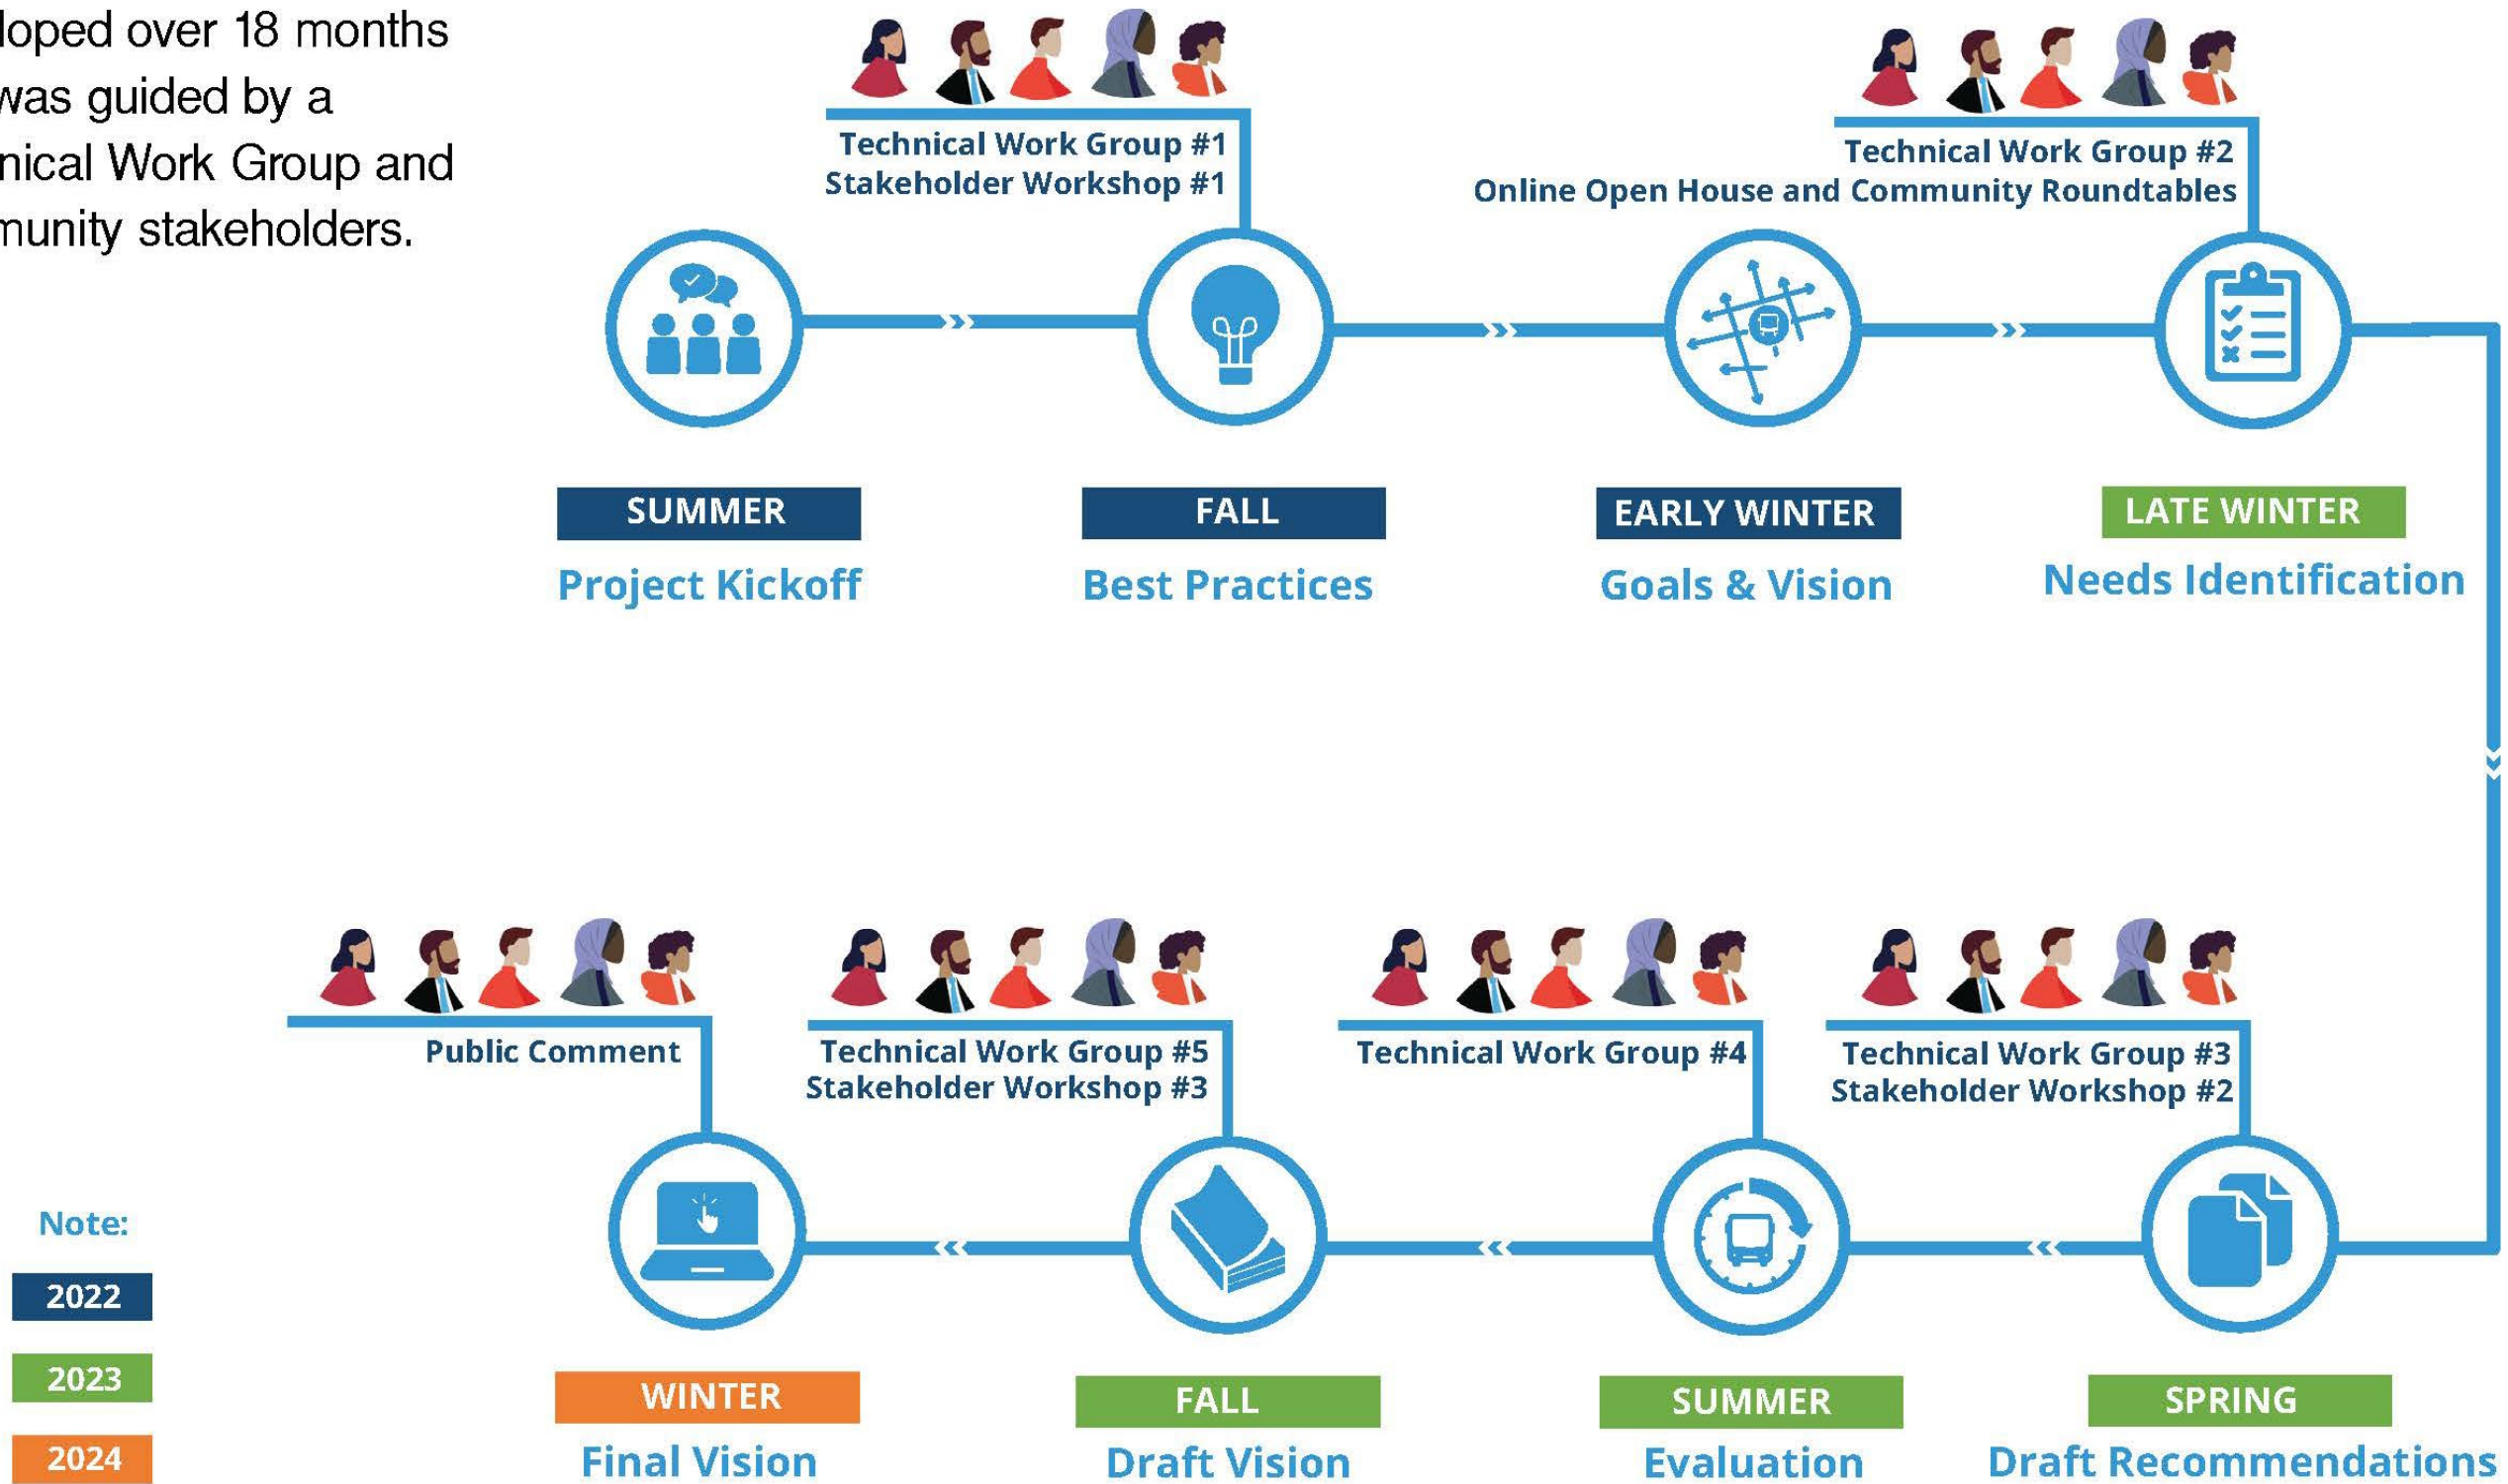 loped over 18 months
was guided by a
nical Work Group and
munity stakeholders.
Technical Work Group #1
Stakeholder Workshop #1
Technical Work Group #2
Online Open House and Community Roundtables
SUMMER
Project Kickoff
FALL
Best Practices
EARLY WINTER
Goals & Vision
LATE WINTER
Needs Identification
Public Comment
Technical Work Group #5
Stakeholder Workshop #3
Technical Work Group #4
Technical Work Group #3
Stakeholder Workshop #2
WINTER
Final Vision
FALL
Draft Vision
SUMMER
Evaluation
SPRING
Draft Recommendations
Note:
2022
2023
2024